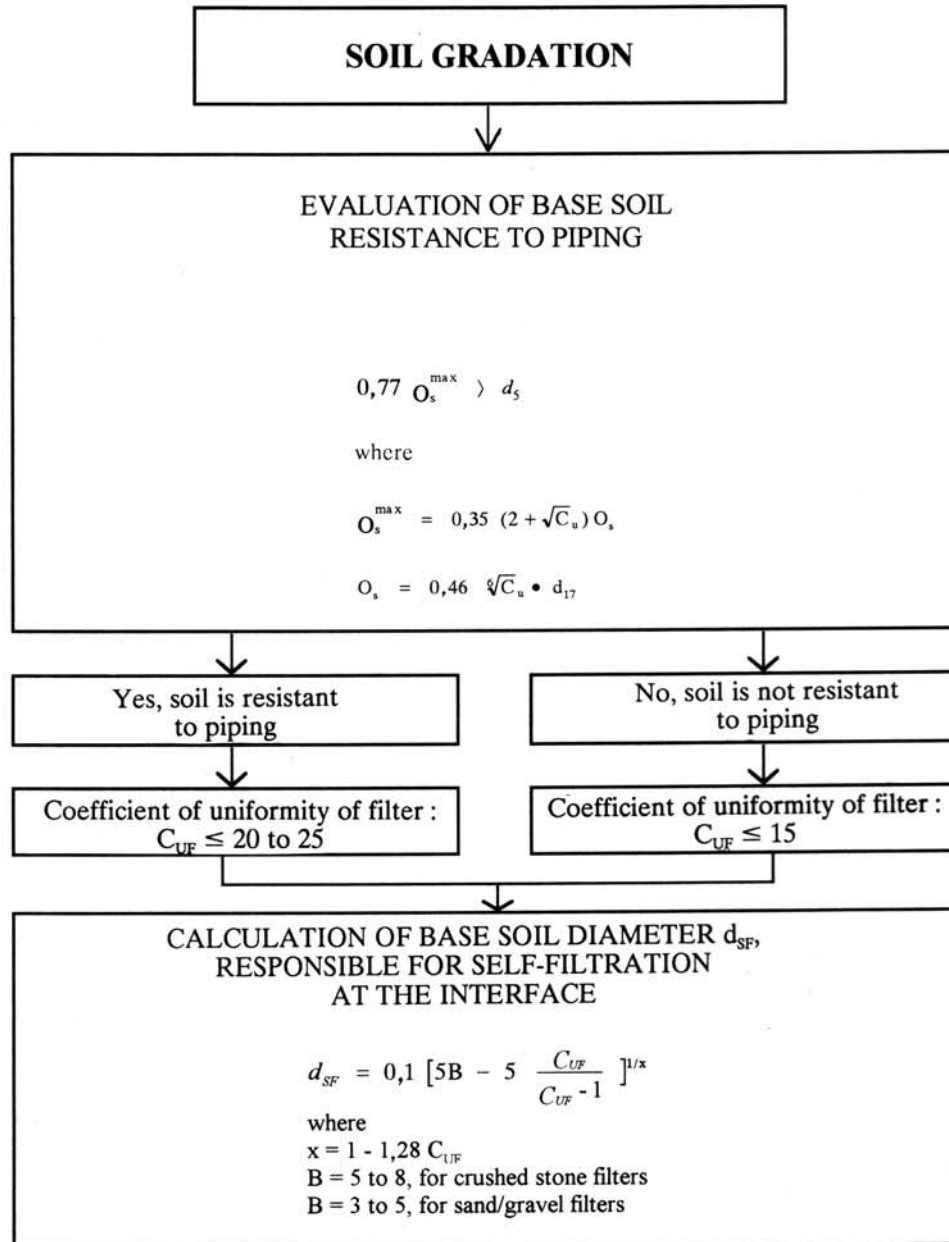 SOIL GRADATION
EVALUATION OF BASE SOIL
RESISTANCE TO PIPING
0,77 O_s^max 〉 d_5
where
O_s^max = 0,35 (2 + √C_u) O_s
O_s = 0,46 ⁶√C_u • d_17
Yes, soil is resistant
to piping
No, soil is not resistant
to piping
Coefficient of uniformity of filter :
C_UF ≤ 20 to 25
Coefficient of uniformity of filter :
C_UF ≤ 15
CALCULATION OF BASE SOIL DIAMETER d_SF,
RESPONSIBLE FOR SELF-FILTRATION
AT THE INTERFACE
d_SF = 0,1 [5B - 5 C_UF / (C_UF - 1) ]^1/x
where
x = 1 - 1,28 C_UF
B = 5 to 8, for crushed stone filters
B = 3 to 5, for sand/gravel filters